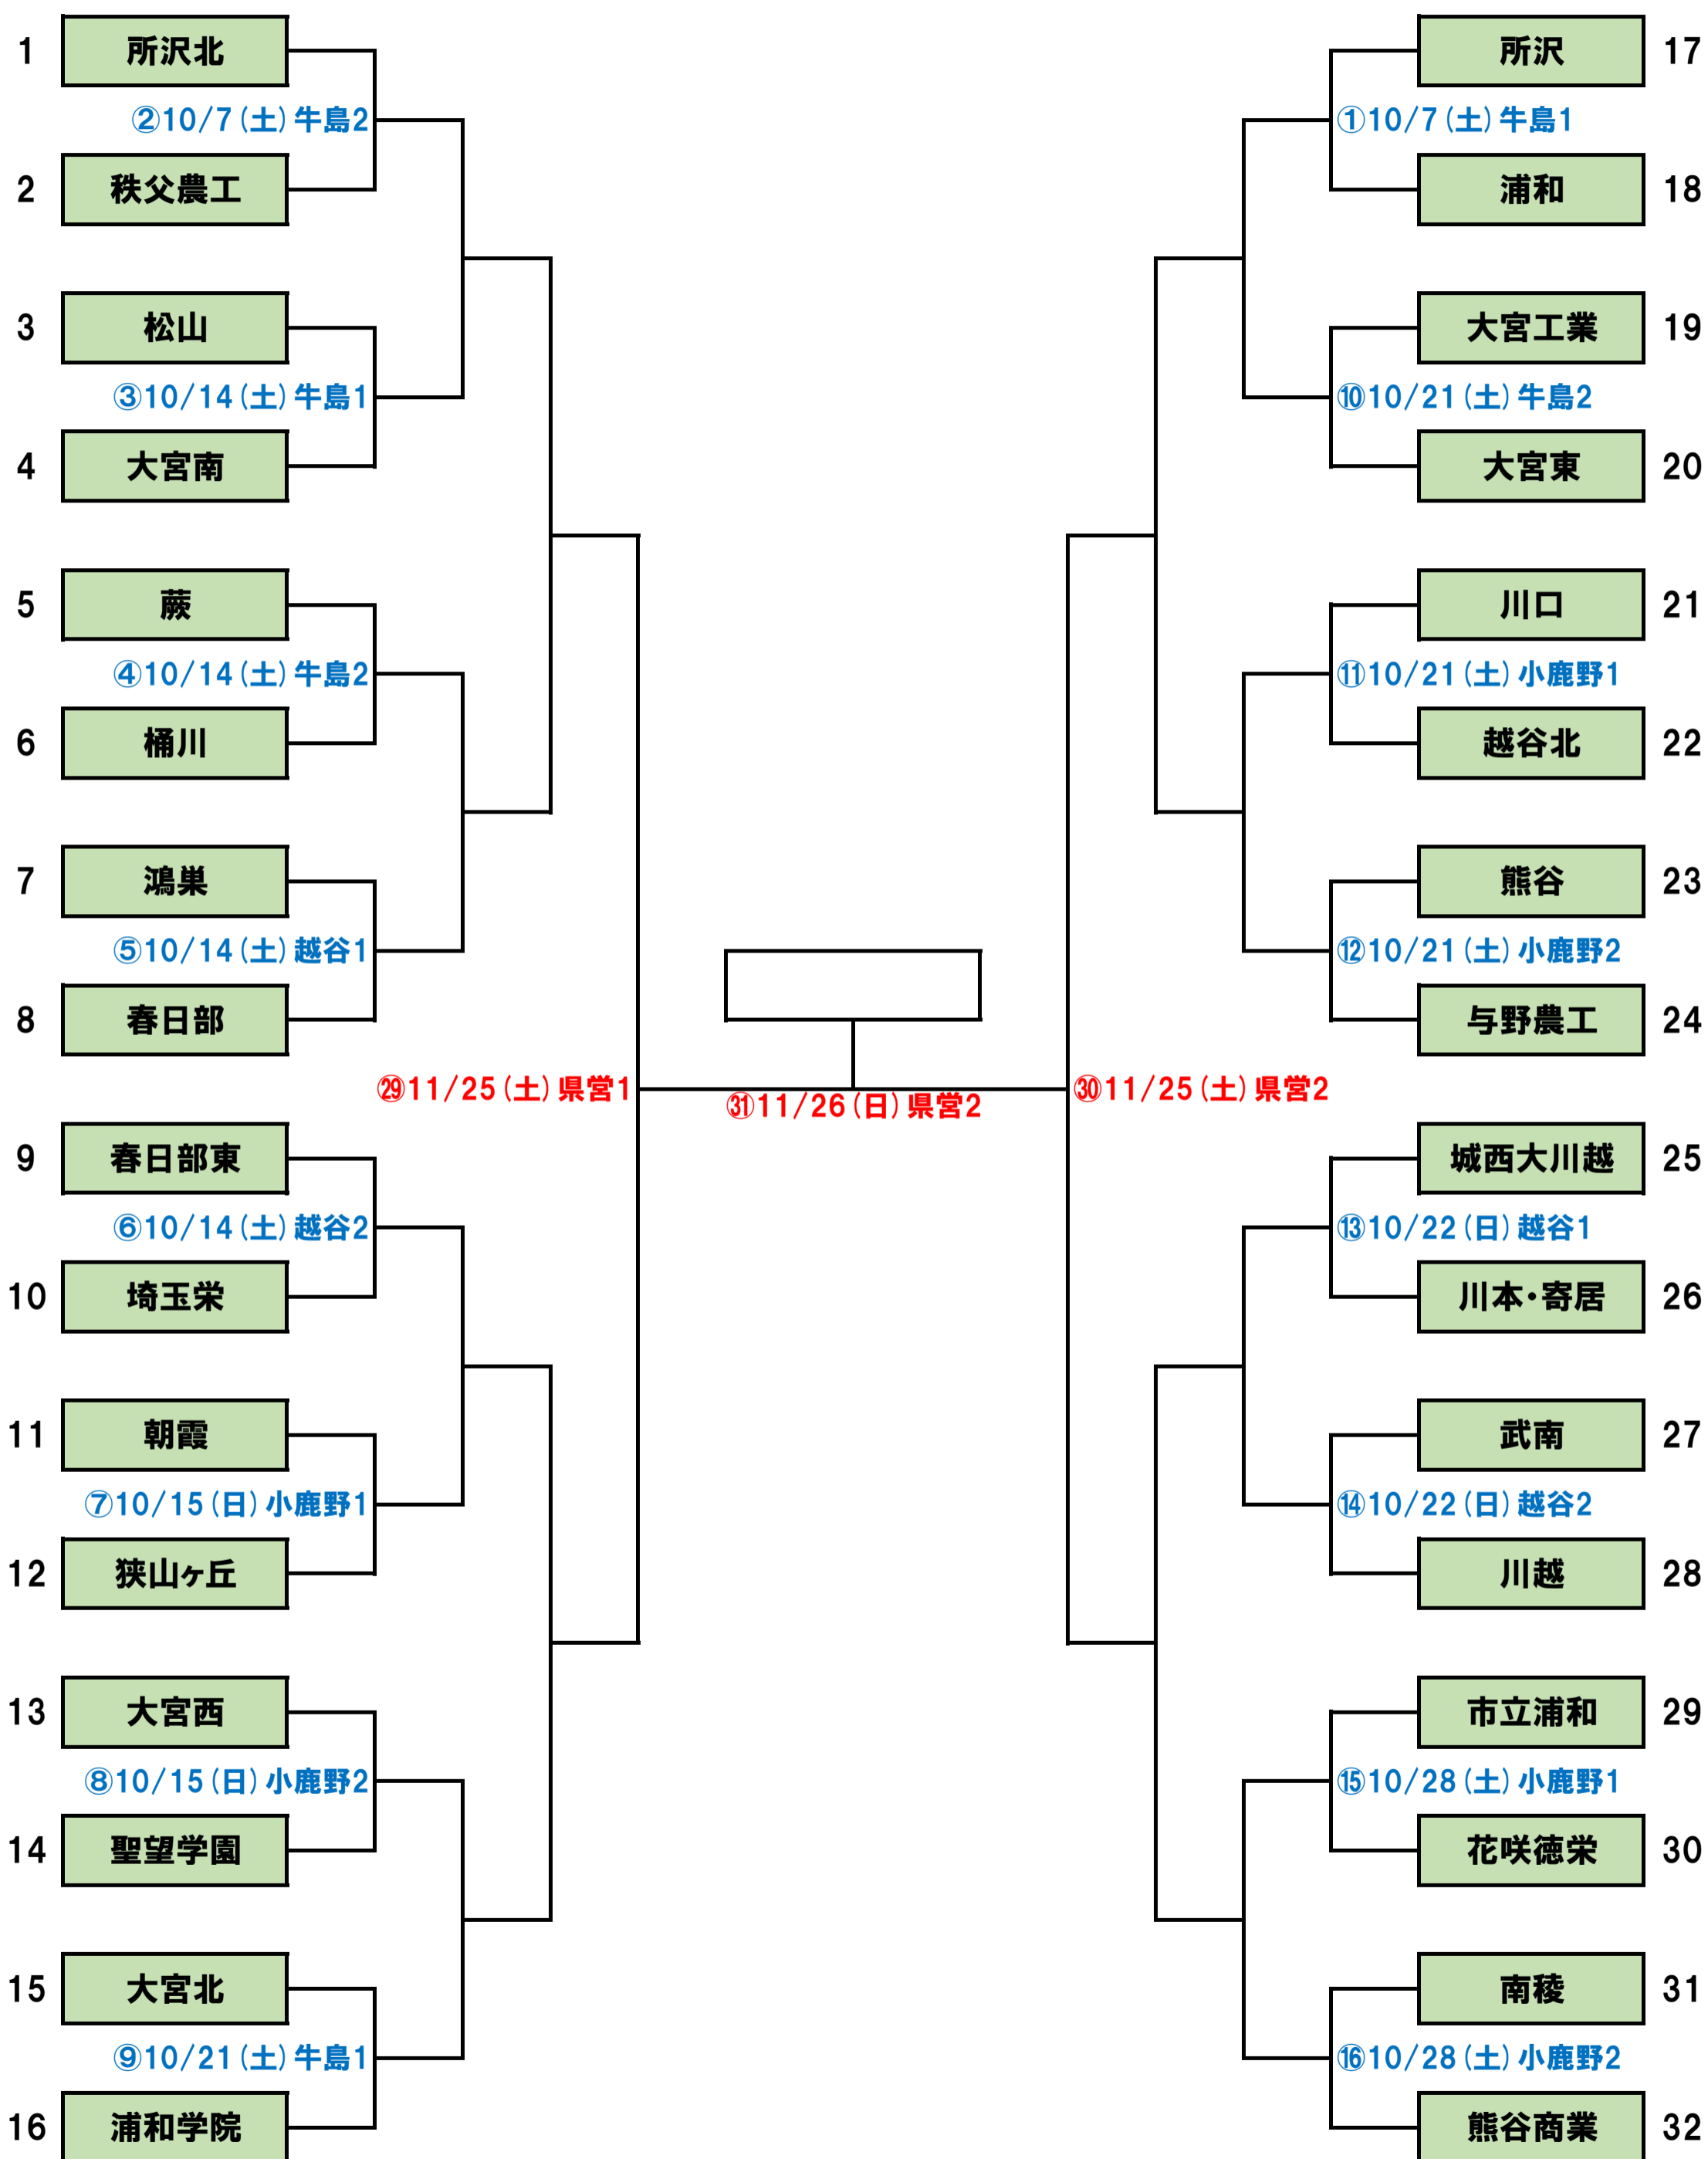 1 所沢北
②10/7(土)牛島2
2 秩父農工
3 松山
③10/14(土)牛島1
4 大宮南
5 蕨
④10/14(土)牛島2
6 桶川
7 鴻巣
⑤10/14(土)越谷1
8 春日部
㉙11/25(土)県営1
9 春日部東
⑥10/14(土)越谷2
10 埼玉栄
11 朝霞
⑦10/15(日)小鹿野1
12 狭山ヶ丘
13 大宮西
⑧10/15(日)小鹿野2
14 聖望学園
15 大宮北
⑨10/21(土)牛島1
16 浦和学院
㉛11/26(日)県営2
所沢 17
①10/7(土)牛島1
浦和 18
大宮工業 19
⑩10/21(土)牛島2
大宮東 20
川口 21
⑪10/21(土)小鹿野1
越谷北 22
熊谷 23
⑫10/21(土)小鹿野2
与野農工 24
㉚11/25(土)県営2
城西大川越 25
⑬10/22(日)越谷1
川本・寄居 26
武南 27
⑭10/22(日)越谷2
川越 28
市立浦和 29
⑮10/28(土)小鹿野1
花咲徳栄 30
南稜 31
⑯10/28(土)小鹿野2
熊谷商業 32